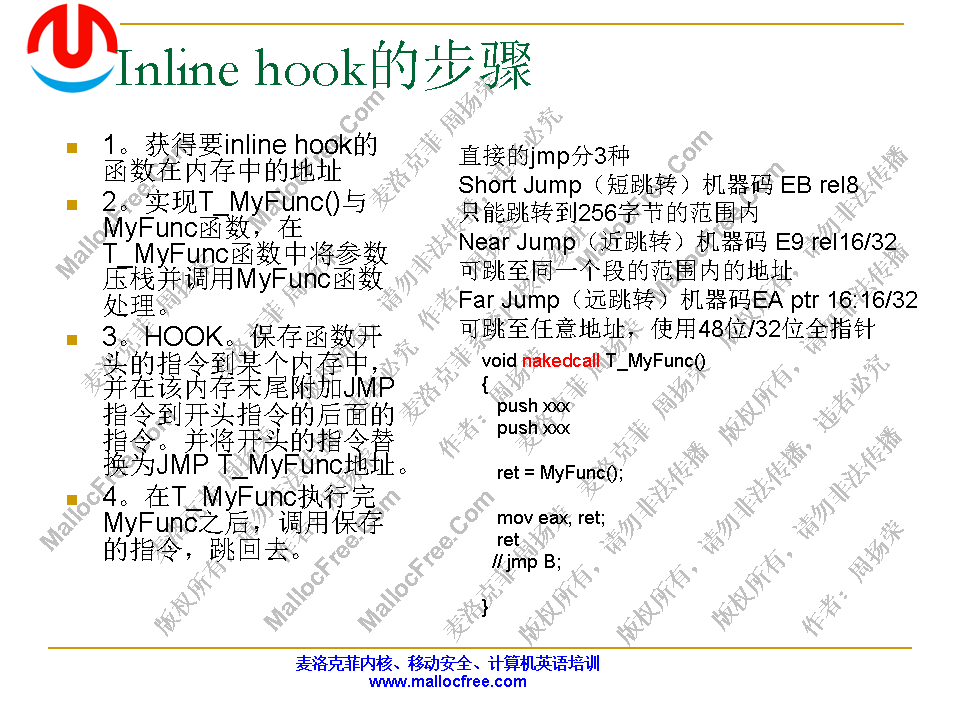 Inline hook的步骤
1。获得要inline hook的
函数在内存中的地址
2。实现T_MyFunc()与
MyFunc函数，在
T_MyFunc函数中将参数
压栈并调用MyFunc函数
处理。
3。HOOK。保存函数开
头的指令到某个内存中，
并在该内存末尾附加JMP
指令到开头指令的后面的
指令。并将开头的指令替
换为JMP T_MyFunc地址。
4。在T_MyFunc执行完
MyFunc之后，调用保存
的指令，跳回去。
直接的jmp分3种
Short Jump（短跳转）机器码 EB rel8
只能跳转到256字节的范围内
Near Jump（近跳转）机器码 E9 rel16/32
可跳至同一个段的范围内的地址
Far Jump（远跳转）机器码EA ptr 16:16/32
可跳至任意地址，使用48位/32位全指针
void nakedcall T_MyFunc()
{
push xxx
push xxx
ret = MyFunc();
mov eax, ret;
ret
// jmp B;
}
麦洛克菲内核、移动安全、计算机英语培训
www.mallocfree.com
MallocFree.Com
麦洛克菲 周扬荣
作者：周扬荣
版权所有，请勿非法传播，违者必究